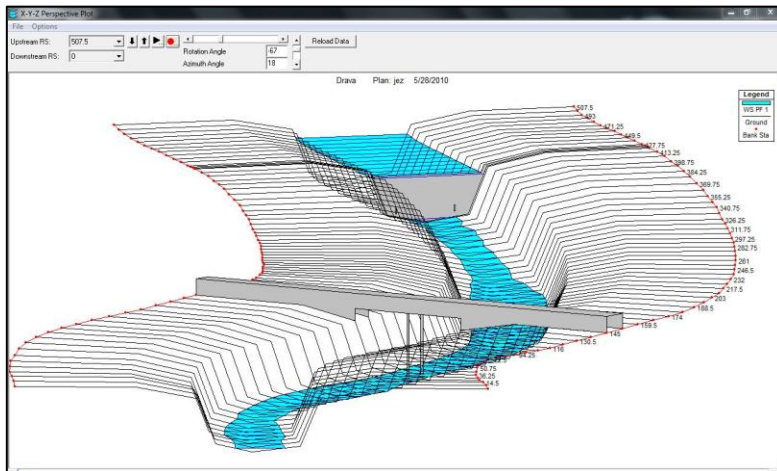 X-Y-Z Perspective Plot
File Options
Upstream RS: 507.5
Downstream RS: 0
Rotation Angle -67
Azimuth Angle 18
Reload Data
Drava Plan: jez 5/28/2010
Legend
WS PF 1
Ground
Bank Sta
507.5
493
471.25
449.5
427.75
413.25
398.75
384.25
369.75
355.25
340.75
326.25
311.75
297.25
282.75
261
246.5
232
217.5
203
188.5
174
159.5
145
130.5
116
94.25
50.75
36.25
14.5